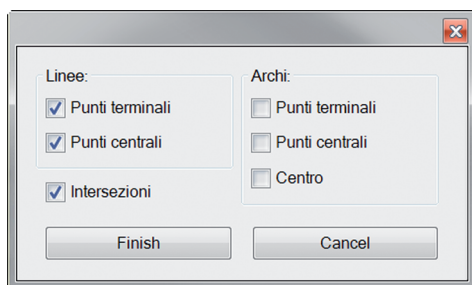 Linee:
Punti terminali
Punti centrali
Intersezioni
Archi:
Punti terminali
Punti centrali
Centro
Finish
Cancel